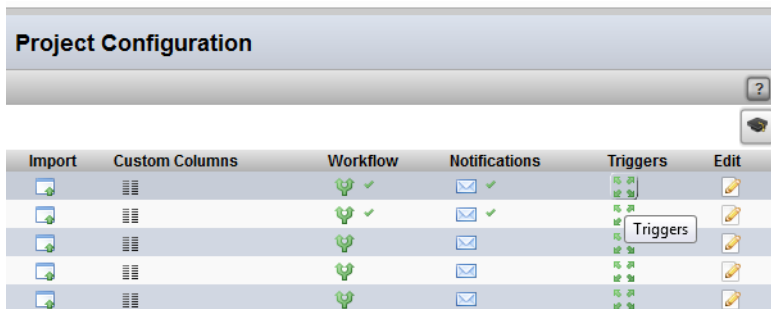 Project Configuration
?
Import Custom Columns Workflow Notifications Triggers Edit
Triggers